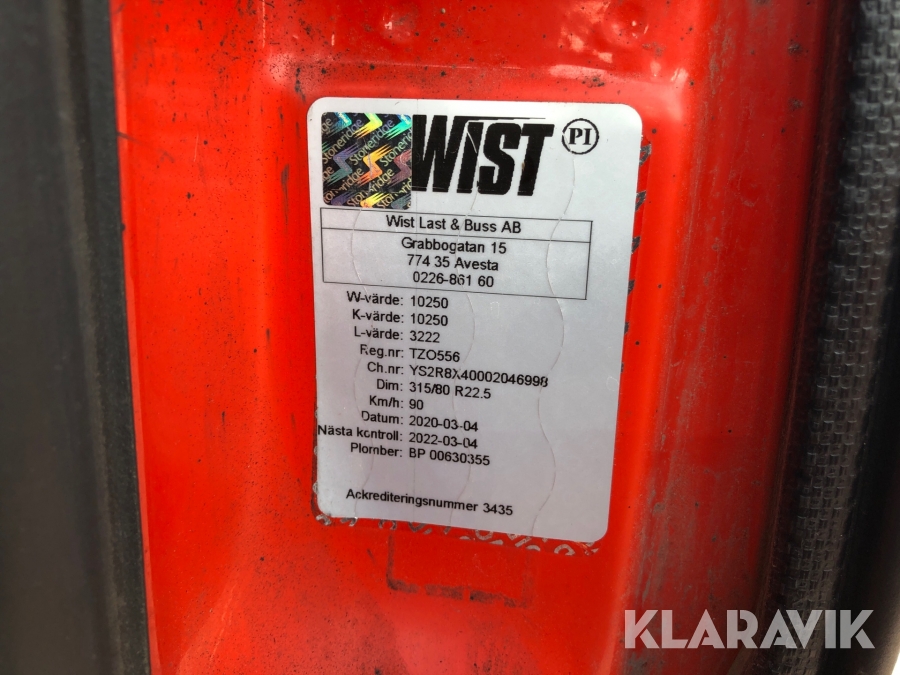 Stoneridge
WIST
PI
Wist Last & Buss AB
Grabbogatan 15
774 35 Avesta
0226-861 60
W-värde: 10250
K-värde: 10250
L-värde: 3222
Reg.nr: TZO556
Ch.nr: YS2R8X40002046998
Dim: 315/80 R22.5
Km/h: 90
Datum: 2020-03-04
Nästa kontroll: 2022-03-04
Plomber: BP 00630355
Ackrediteringsnummer 3435
KLARAVIK